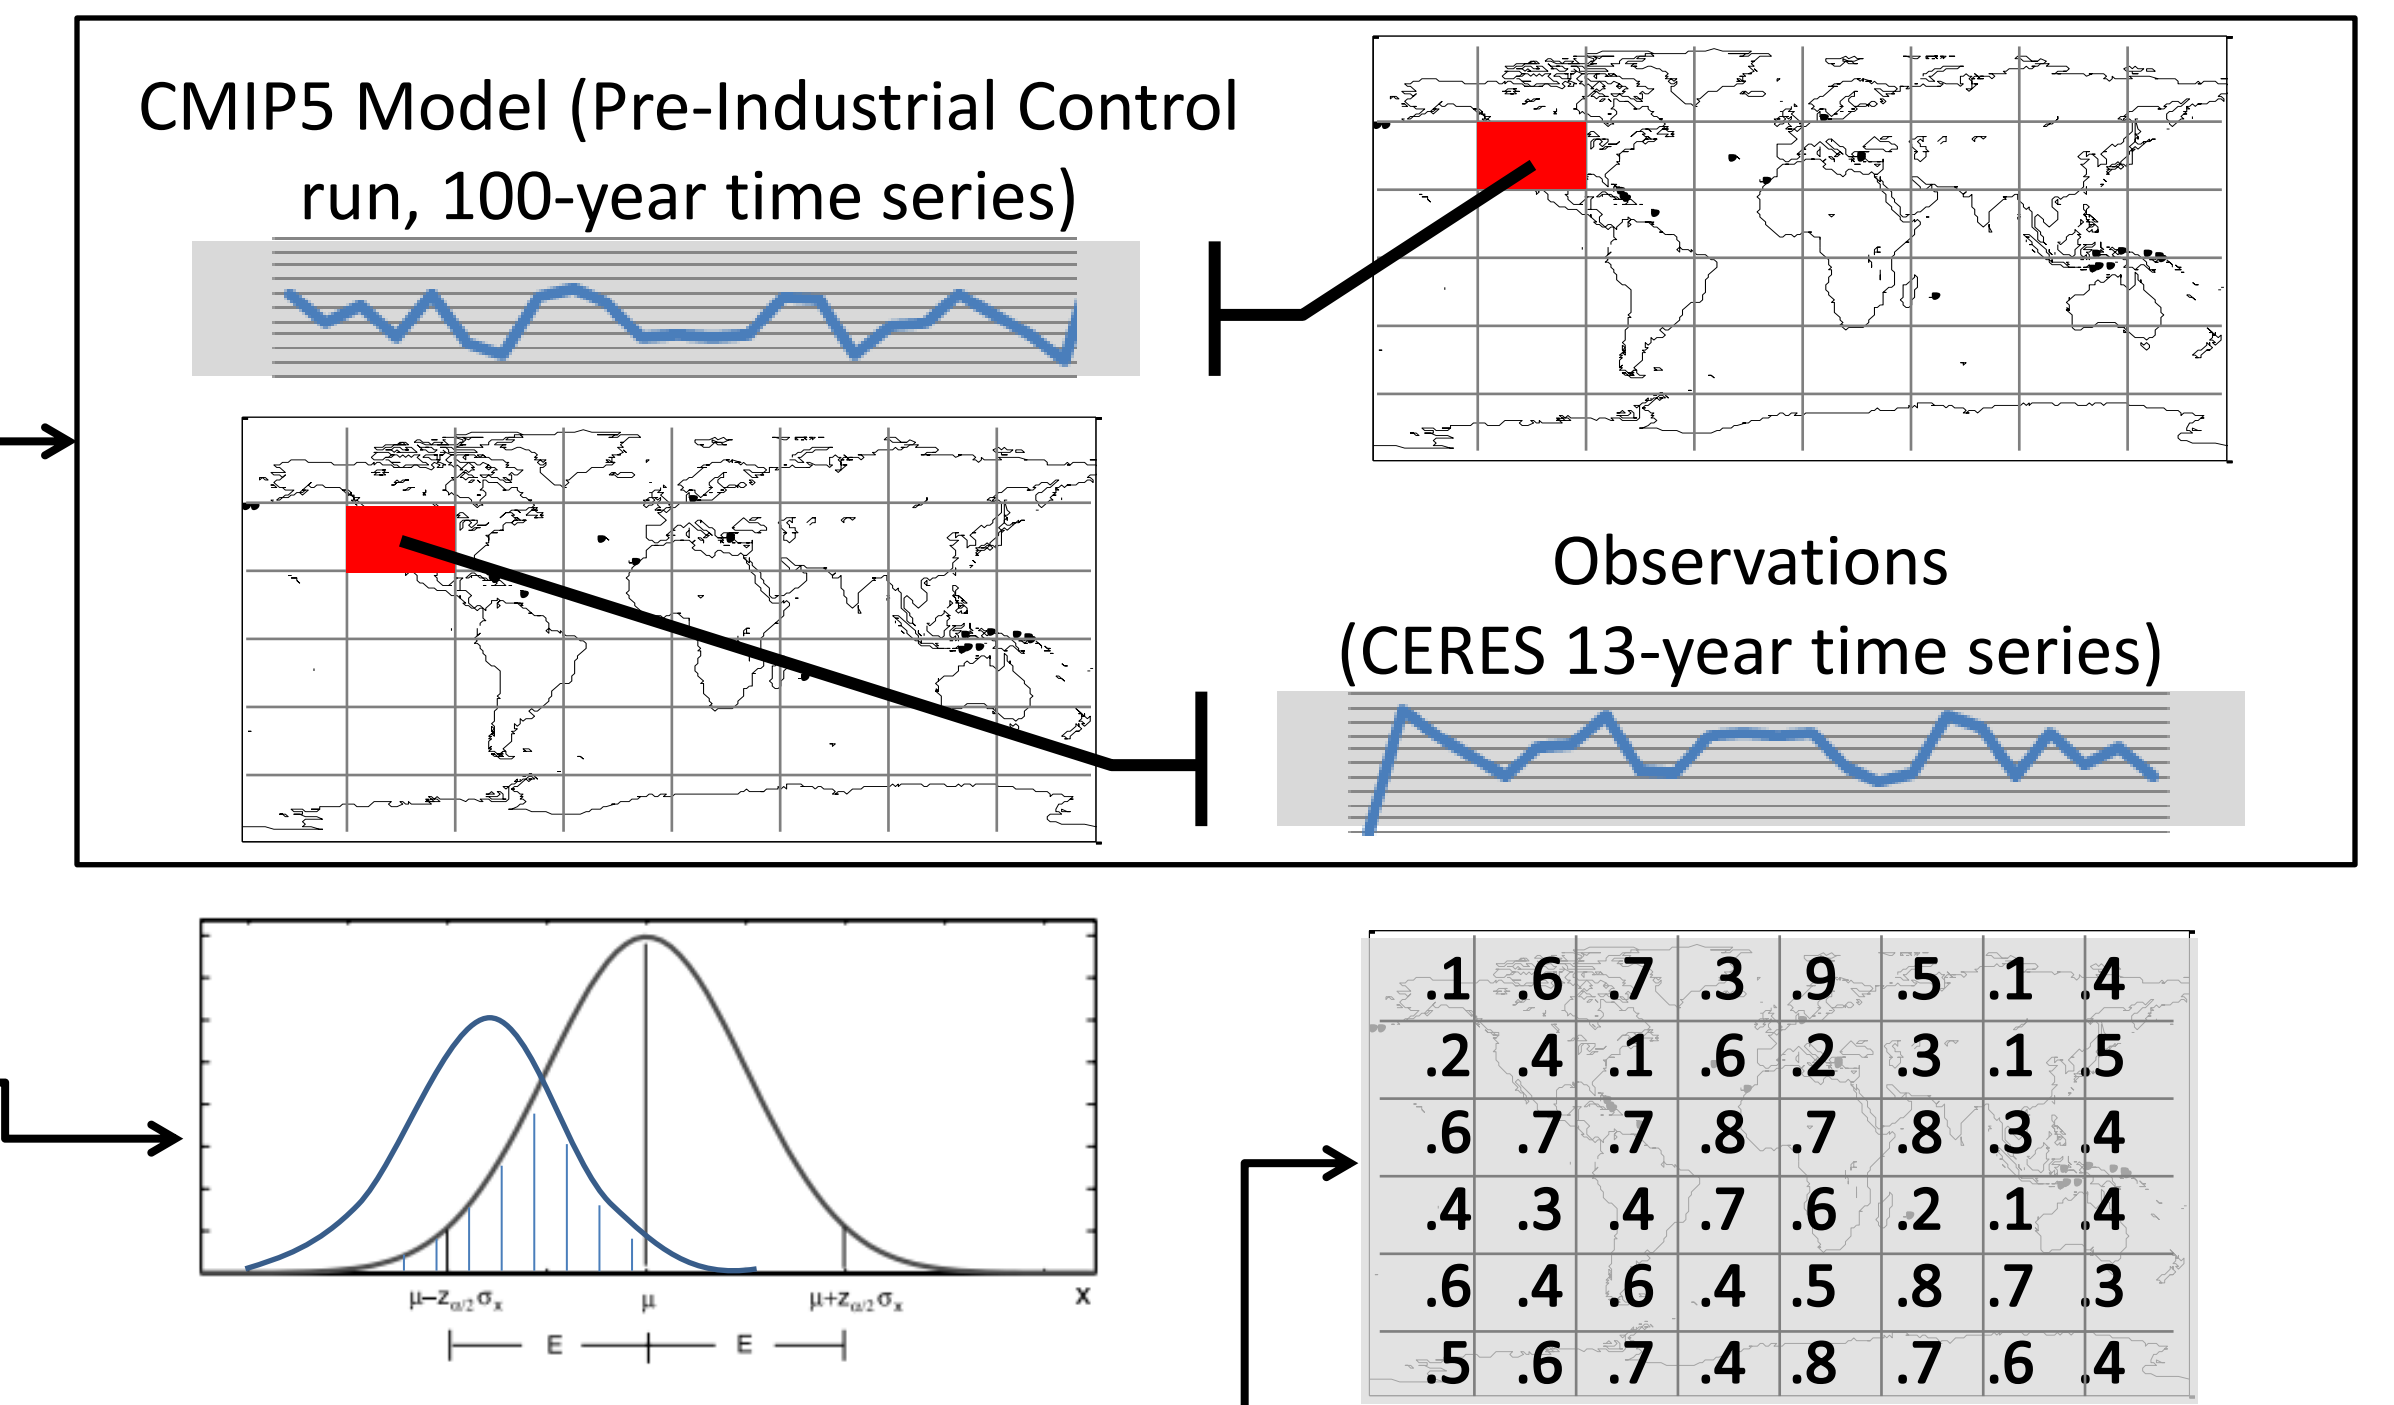 CMIP5 Model (Pre-Industrial Control
run, 100-year time series)
Observations
(CERES 13-year time series)
μ−zα/2 σx
μ
μ+zα/2 σx
x
E
E
.1 .6 .7 .3 .9 .5 .1 .4
.2 .4 .1 .6 .2 .3 .1 .5
.6 .7 .7 .8 .7 .8 .3 .4
.4 .3 .4 .7 .6 .2 .1 .4
.6 .4 .6 .4 .5 .8 .7 .3
.5 .6 .7 .4 .8 .7 .6 .4